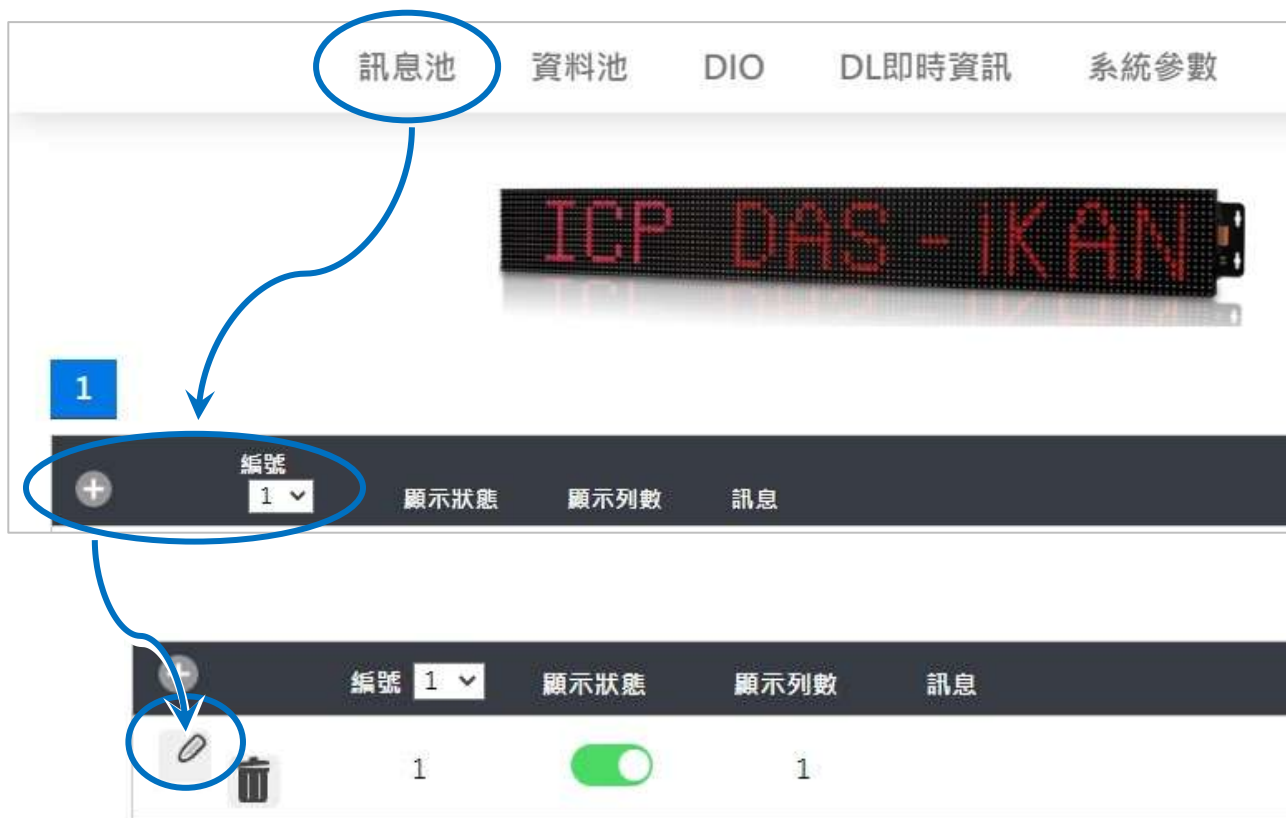 訊息池 資料池 DIO DL即時資訊 系統參數
ICP DAS - iKAN
1
編號
1 顯示狀態 顯示列數 訊息
編號 1 顯示狀態 顯示列數 訊息
1 1